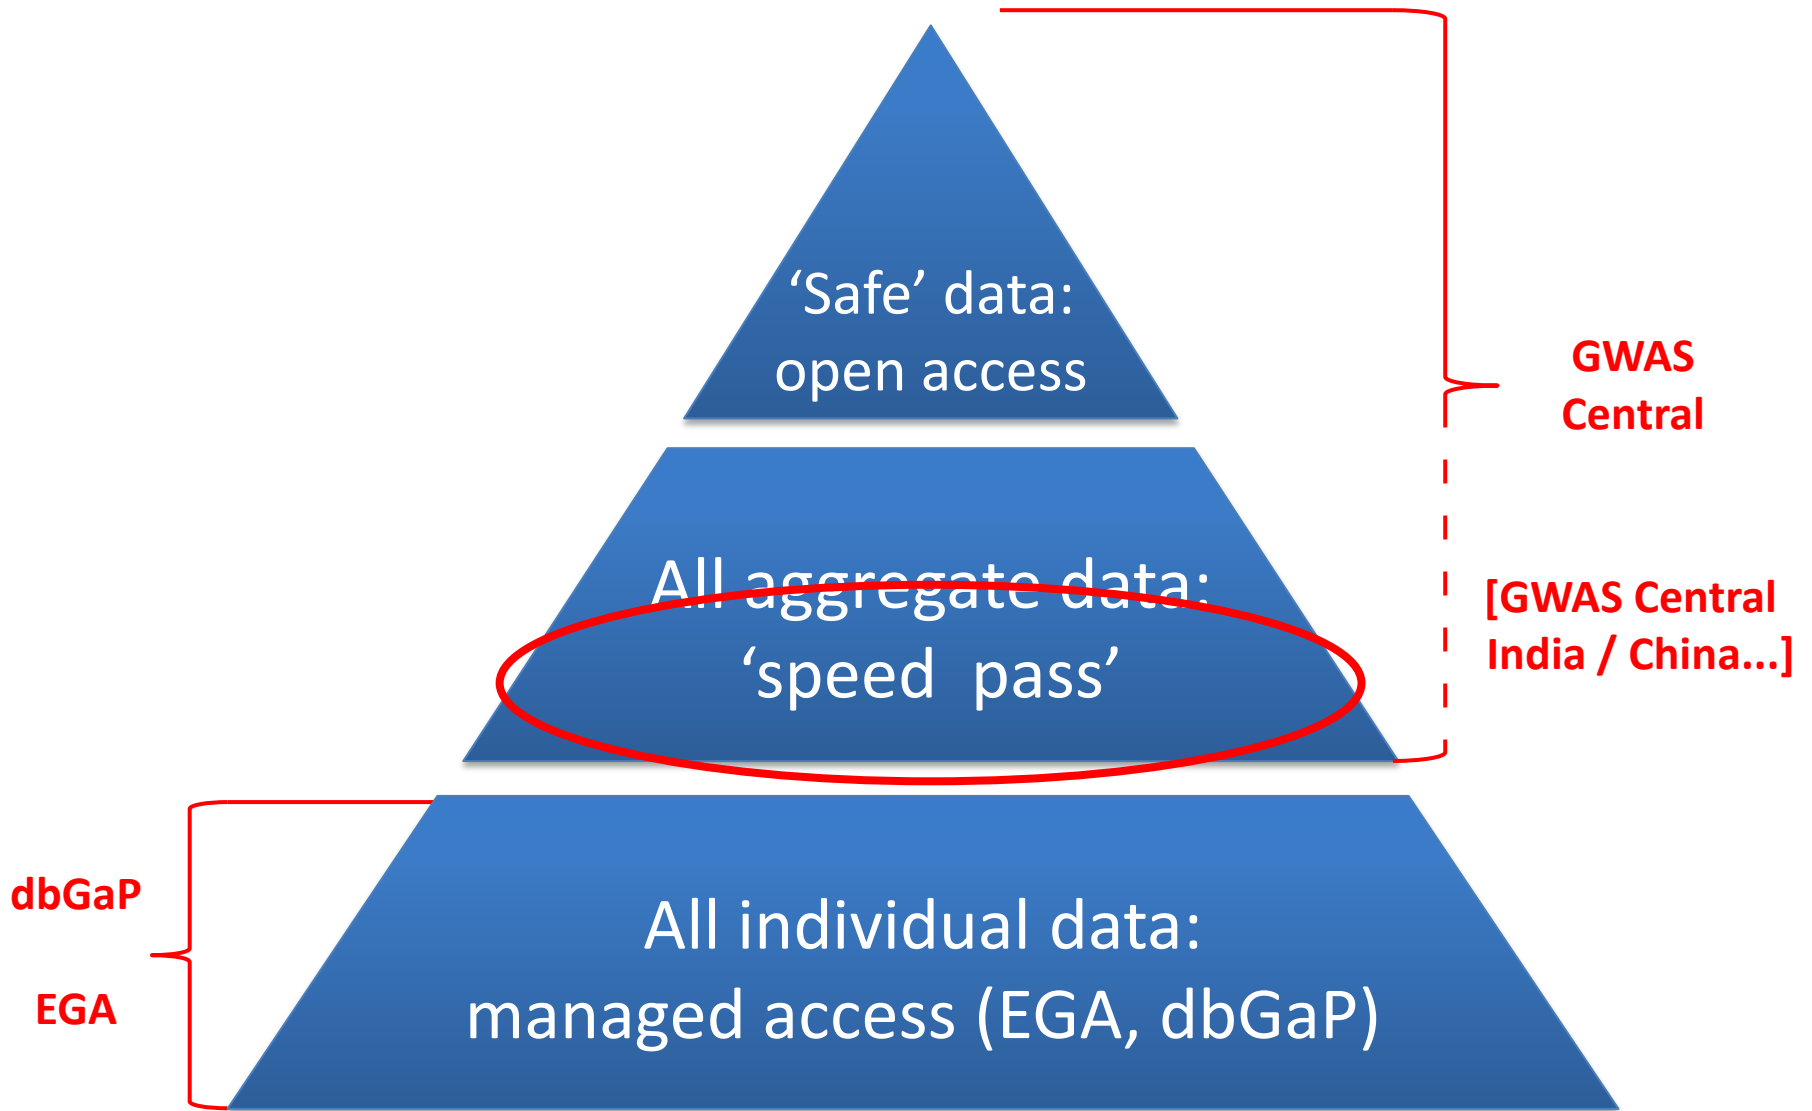 ‘Safe’ data:
open access
GWAS
Central
All aggregate data:
‘speed  pass’
[GWAS Central
India / China...]
dbGaP
EGA
All individual data:
managed access (EGA, dbGaP)